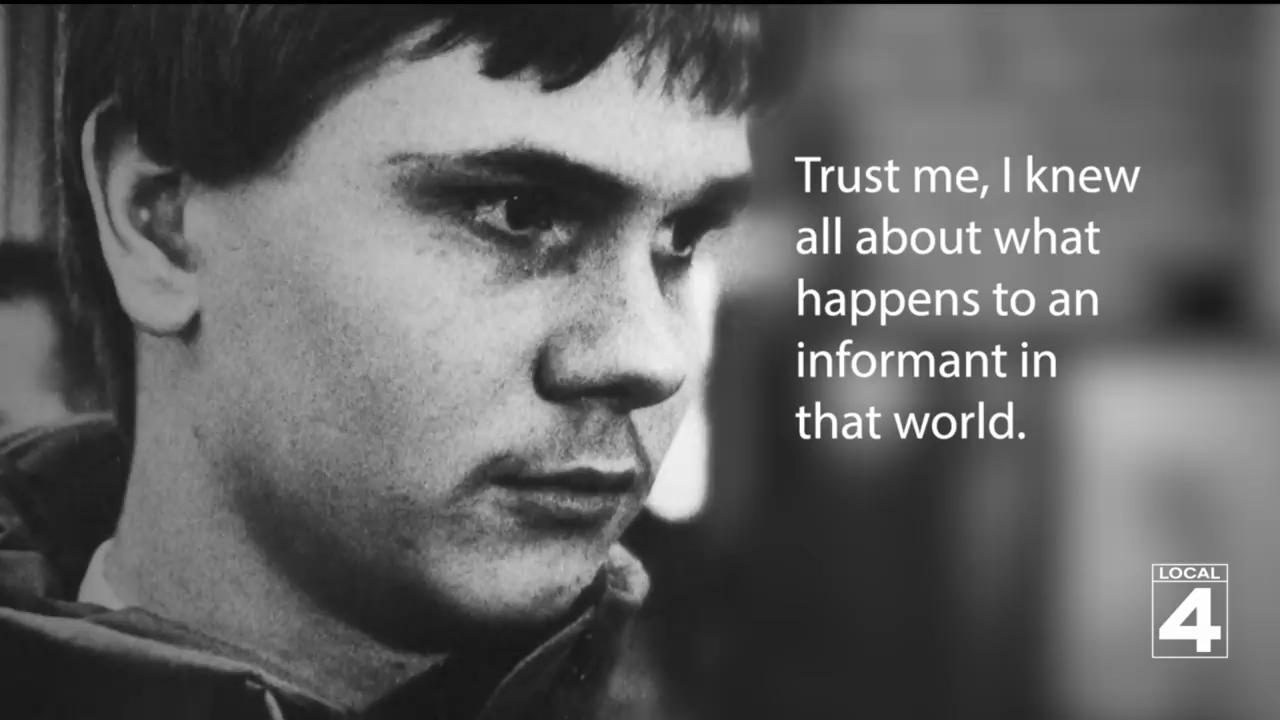 Trust me, I knew
all about what
happens to an
informant in
that world.
LOCAL
4